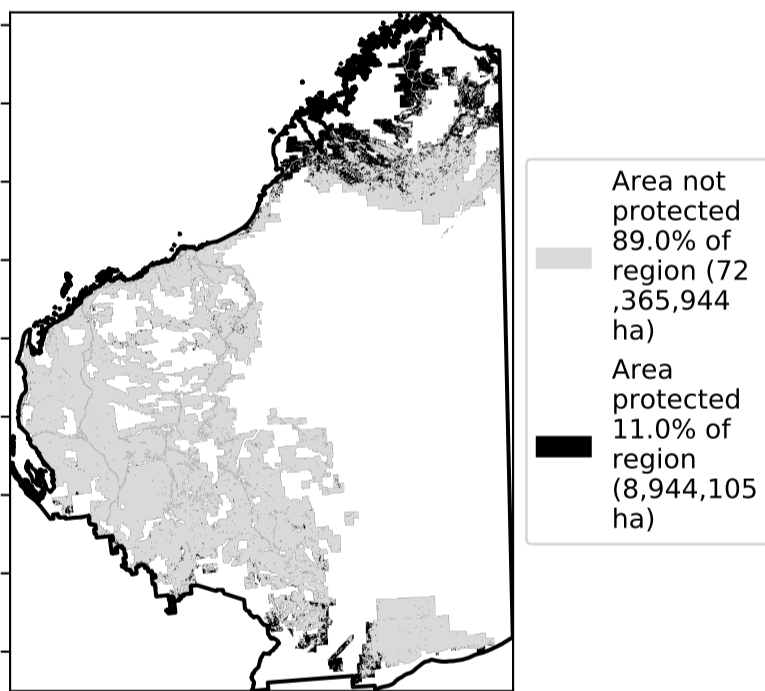 Area not
protected
89.0% of
region (72
,365,944
ha)
Area
protected
11.0% of
region
(8,944,105
ha)